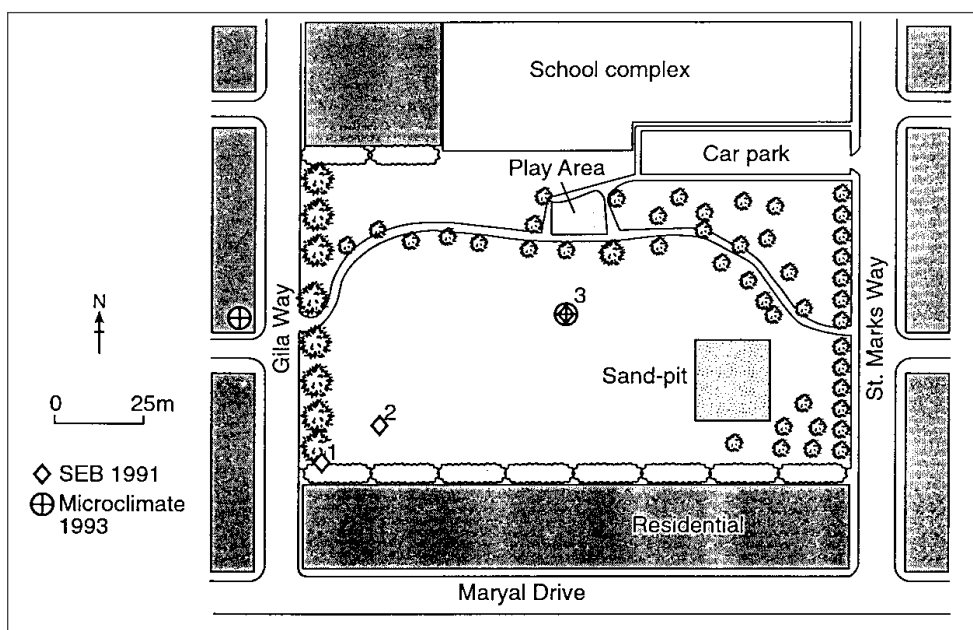 School complex
Car park
Play Area
3
N
Gila Way
St. Marks Way
Sand-pit
0 25m
2
1
SEB 1991
Microclimate
1993
Residential
Maryal Drive